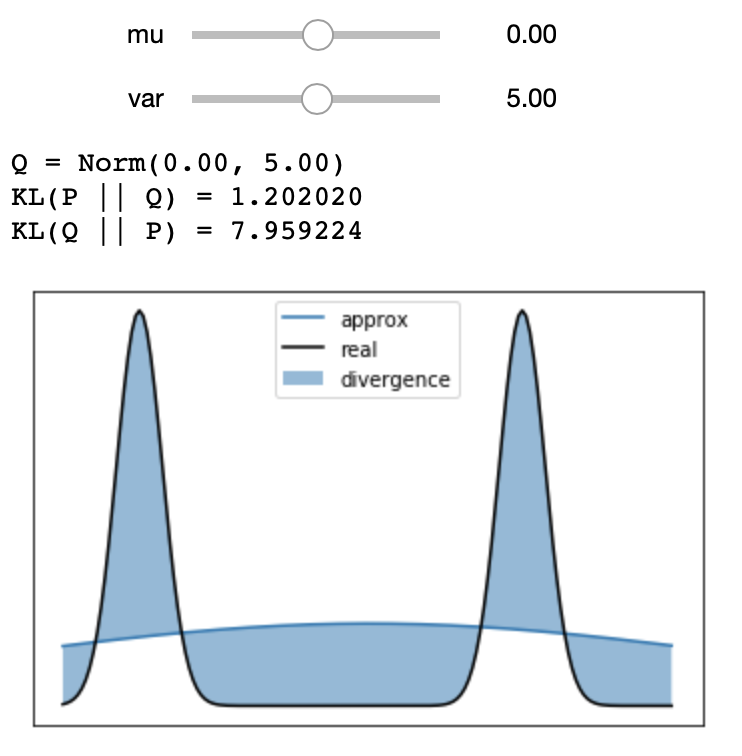 mu 0.00
var 5.00
Q = Norm(0.00, 5.00)
KL(P || Q) = 1.202020
KL(Q || P) = 7.959224
approx
real
divergence